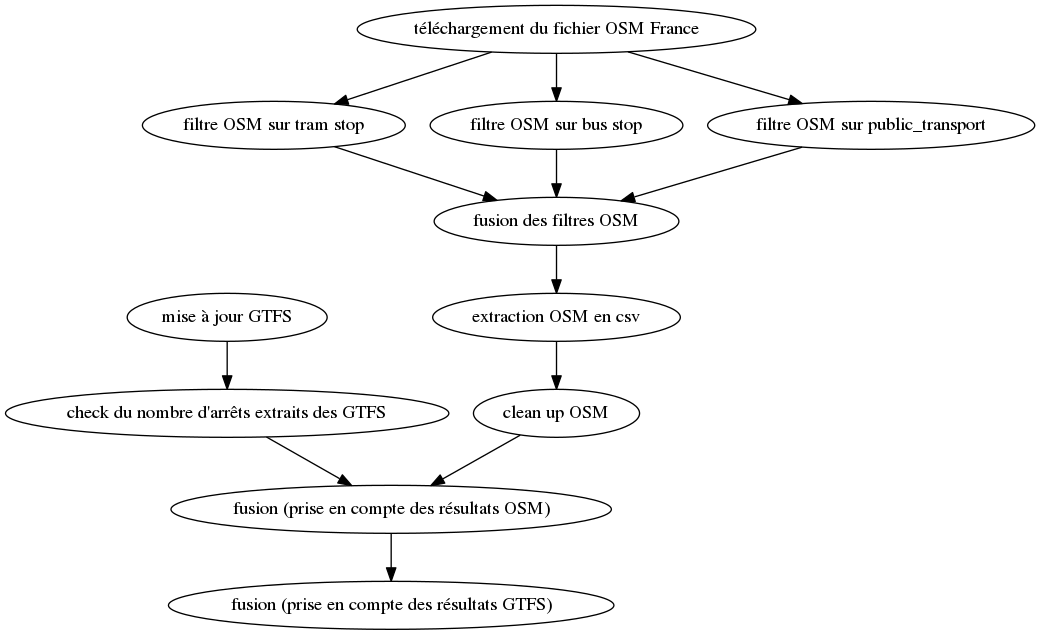 téléchargement du fichier OSM France
filtre OSM sur tram stop
filtre OSM sur bus stop
filtre OSM sur public_transport
fusion des filtres OSM
mise à jour GTFS
extraction OSM en csv
check du nombre d'arrêts extraits des GTFS
clean up OSM
fusion (prise en compte des résultats OSM)
fusion (prise en compte des résultats GTFS)